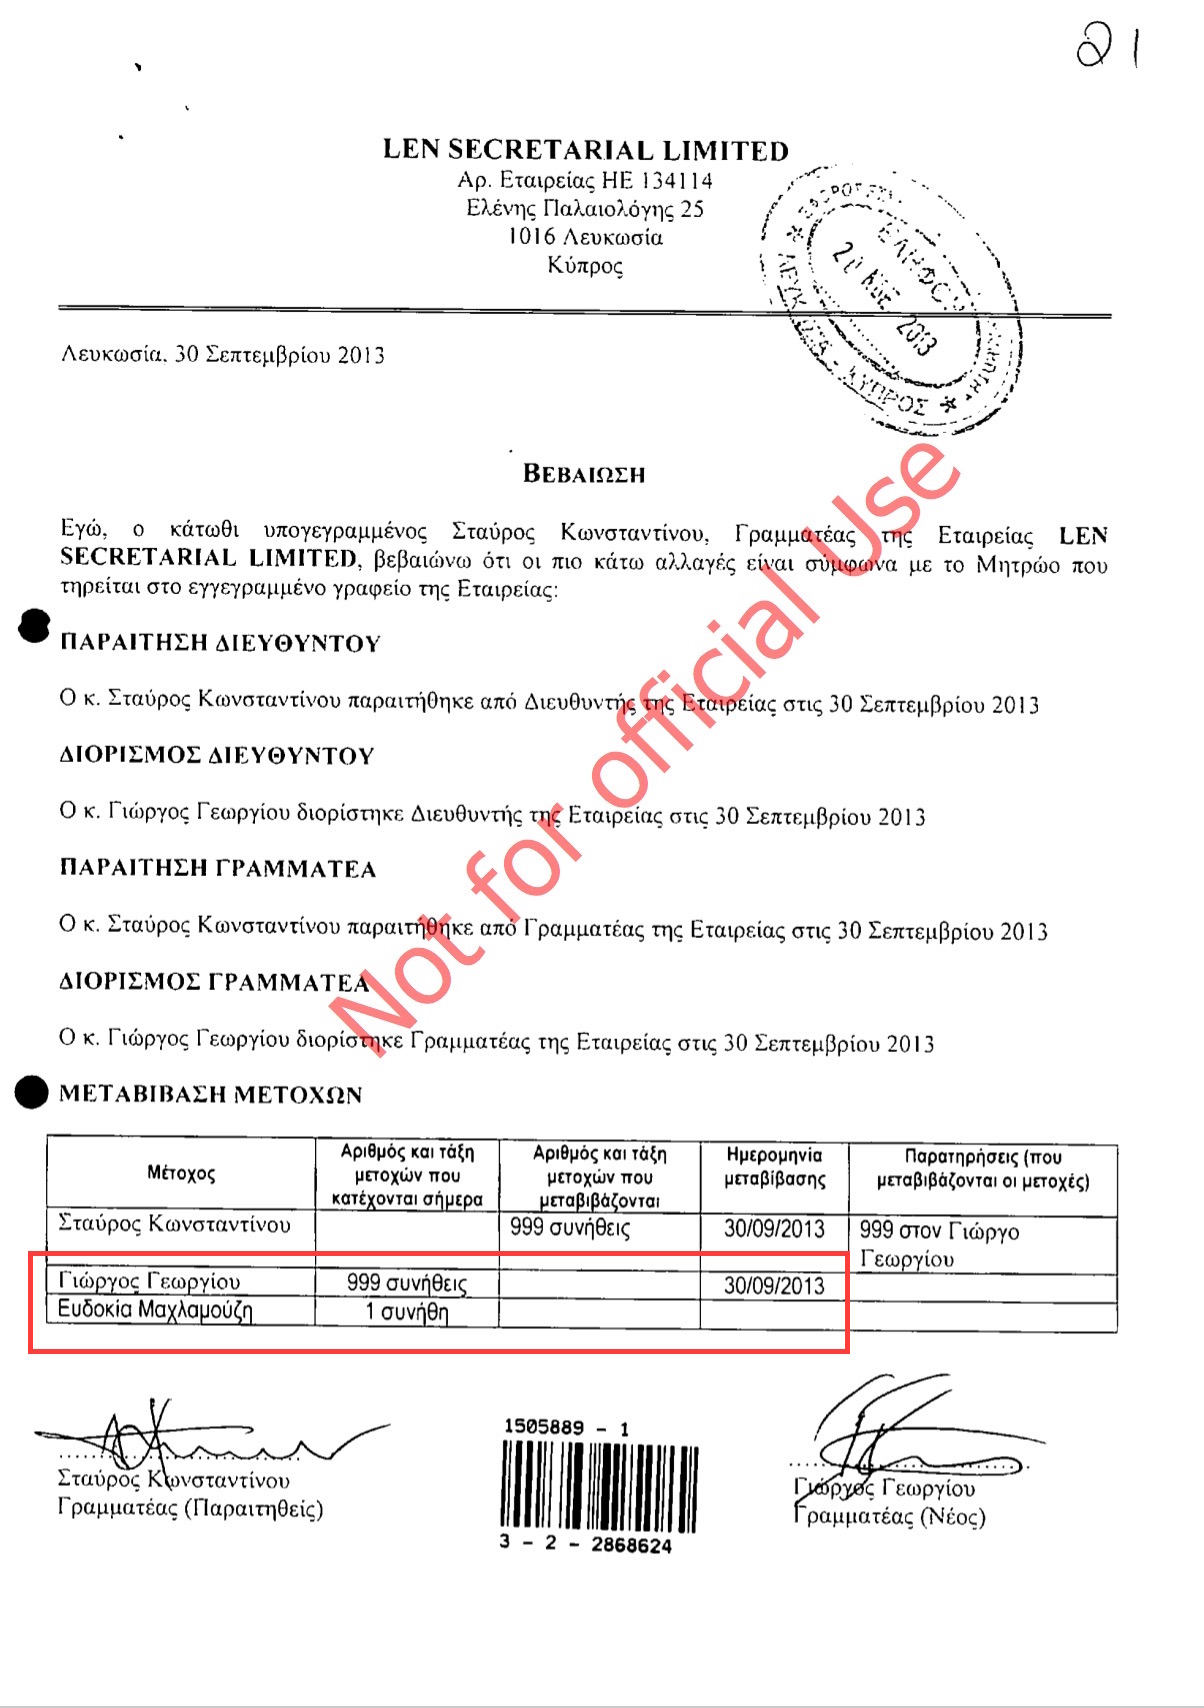 21
LEN SECRETARIAL LIMITED
Αρ. Εταιρείας ΗΕ 134114
Ελένης Παλαιολόγης 25
1016 Λευκωσία
Κύπρος
ΛΕΥΚΩΣΙΑ - ΚΥΠΡΟΣ
ΕΛΗΦΘΗ
20 ΝΟΕ 2013
Λευκωσία, 30 Σεπτεμβρίου 2013
ΒΕΒΑΙΩΣΗ
Εγώ, ο κάτωθι υπογεγραμμένος Σταύρος Κωνσταντίνου, Γραμματέας της Εταιρείας LEN
SECRETARIAL LIMITED, βεβαιώνω ότι οι πιο κάτω αλλαγές είναι σύμφωνα με το Μητρώο που
τηρείται στο εγγεγραμμένο γραφείο της Εταιρείας:
ΠΑΡΑΙΤΗΣΗ ΔΙΕΥΘΥΝΤΟΥ
Ο κ. Σταύρος Κωνσταντίνου παραιτήθηκε από Διευθυντής της Εταιρείας στις 30 Σεπτεμβρίου 2013
ΔΙΟΡΙΣΜΟΣ ΔΙΕΥΘΥΝΤΟΥ
Ο κ. Γιώργος Γεωργίου διορίστηκε Διευθυντής της Εταιρείας στις 30 Σεπτεμβρίου 2013
ΠΑΡΑΙΤΗΣΗ ΓΡΑΜΜΑΤΕΑ
Ο κ. Σταύρος Κωνσταντίνου παραιτήθηκε από Γραμματέας της Εταιρείας στις 30 Σεπτεμβρίου 2013
ΔΙΟΡΙΣΜΟΣ ΓΡΑΜΜΑΤΕΑ
Ο κ. Γιώργος Γεωργίου διορίστηκε Γραμματέας της Εταιρείας στις 30 Σεπτεμβρίου 2013
Not for official Use
ΜΕΤΑΒΙΒΑΣΗ ΜΕΤΟΧΩΝ
Μέτοχος Αριθμός και τάξη μετοχών που κατέχονται σήμερα Αριθμός και τάξη μετοχών που μεταβιβάζονται Ημερομηνία μεταβίβασης Παρατηρήσεις (που μεταβιβάζονται οι μετοχές)
Σταύρος Κωνσταντίνου 999 συνήθεις 30/09/2013 999 στον Γιώργο Γεωργίου
Γιώργος Γεωργίου 999 συνήθεις 30/09/2013
Ευδοκία Μαχλαμούζη 1 συνήθη
1505889 - 1
3 - 2 - 2868624
Σταύρος Κωνσταντίνου
Γραμματέας (Παραιτηθείς)
Γιώργος Γεωργίου
Γραμματέας (Νέος)